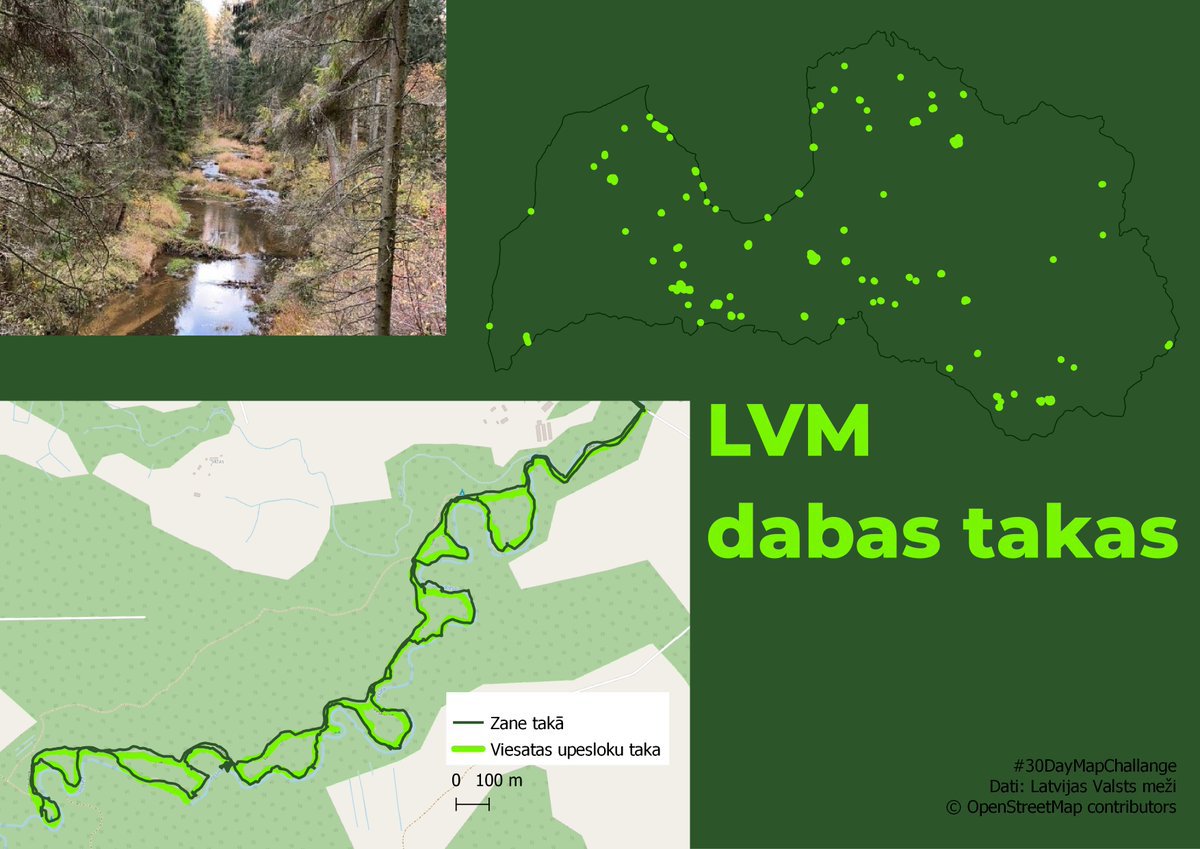 LVM
dabas takas
Zane takā
Viesatas upesloku taka
0 100 m
#30DayMapChallange
Dati: Latvijas Valsts meži
© OpenStreetMap contributors